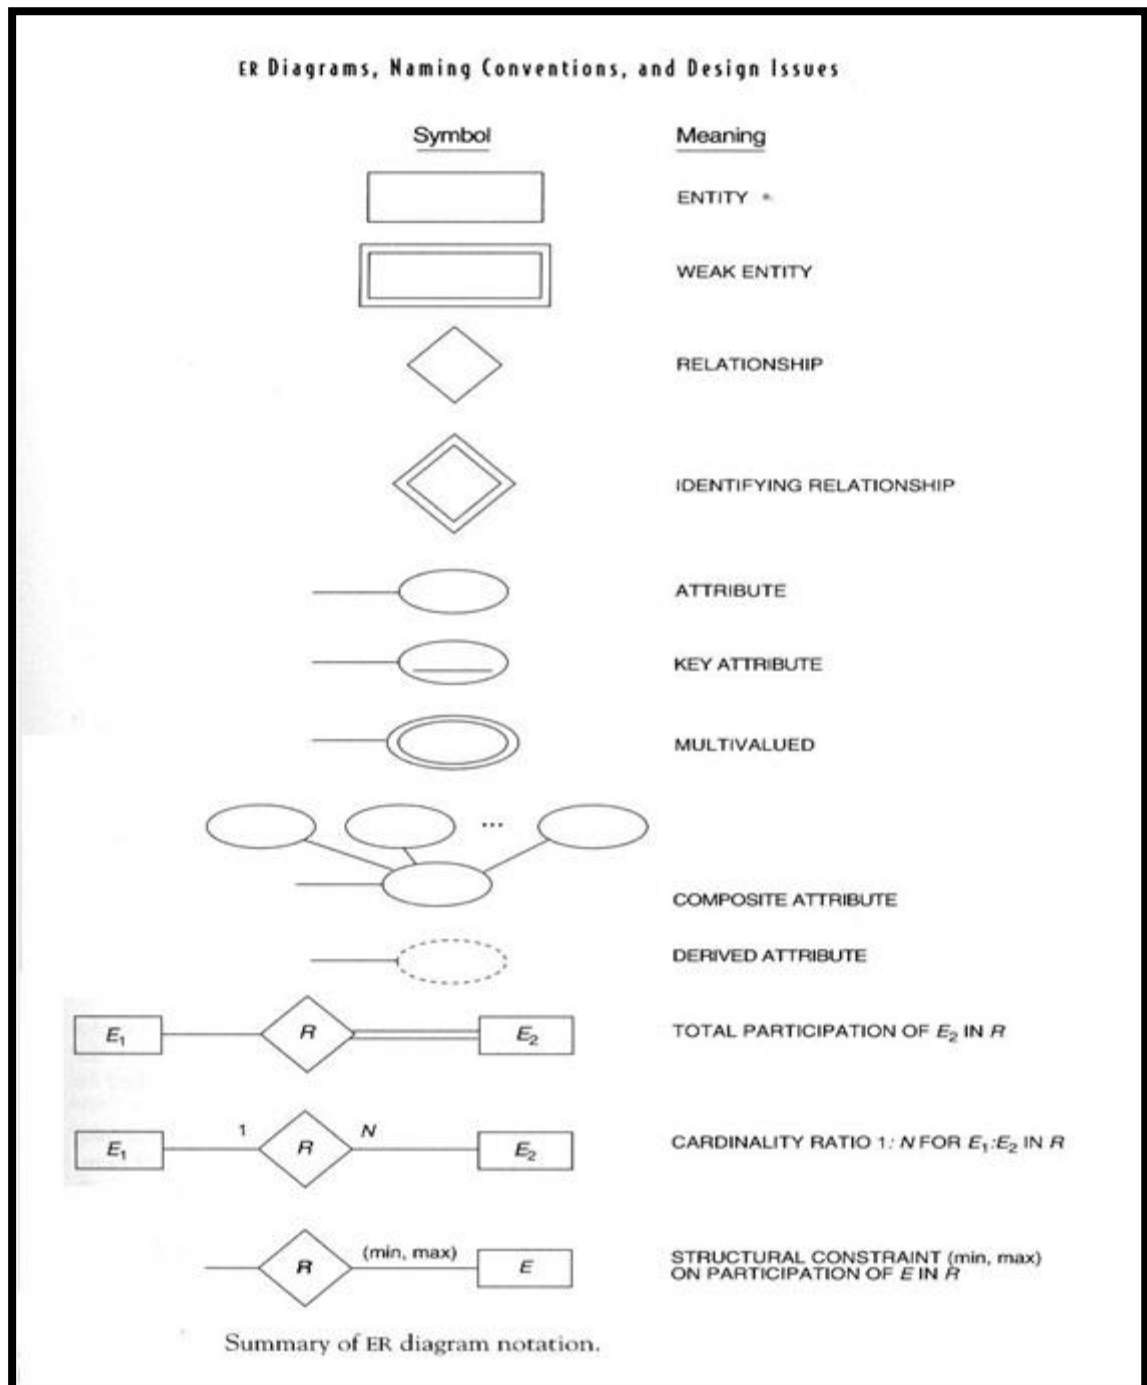 ER Diagrams, Naming Conventions, and Design Issues
Symbol Meaning
ENTITY
WEAK ENTITY
RELATIONSHIP
IDENTIFYING RELATIONSHIP
ATTRIBUTE
KEY ATTRIBUTE
MULTIVALUED
...
COMPOSITE ATTRIBUTE
DERIVED ATTRIBUTE
E₁ R E₂ TOTAL PARTICIPATION OF E₂ IN R
E₁ 1 R N E₂ CARDINALITY RATIO 1:N FOR E₁:E₂ IN R
R (min, max) E STRUCTURAL CONSTRAINT (min, max)
ON PARTICIPATION OF E IN R
Summary of ER diagram notation.